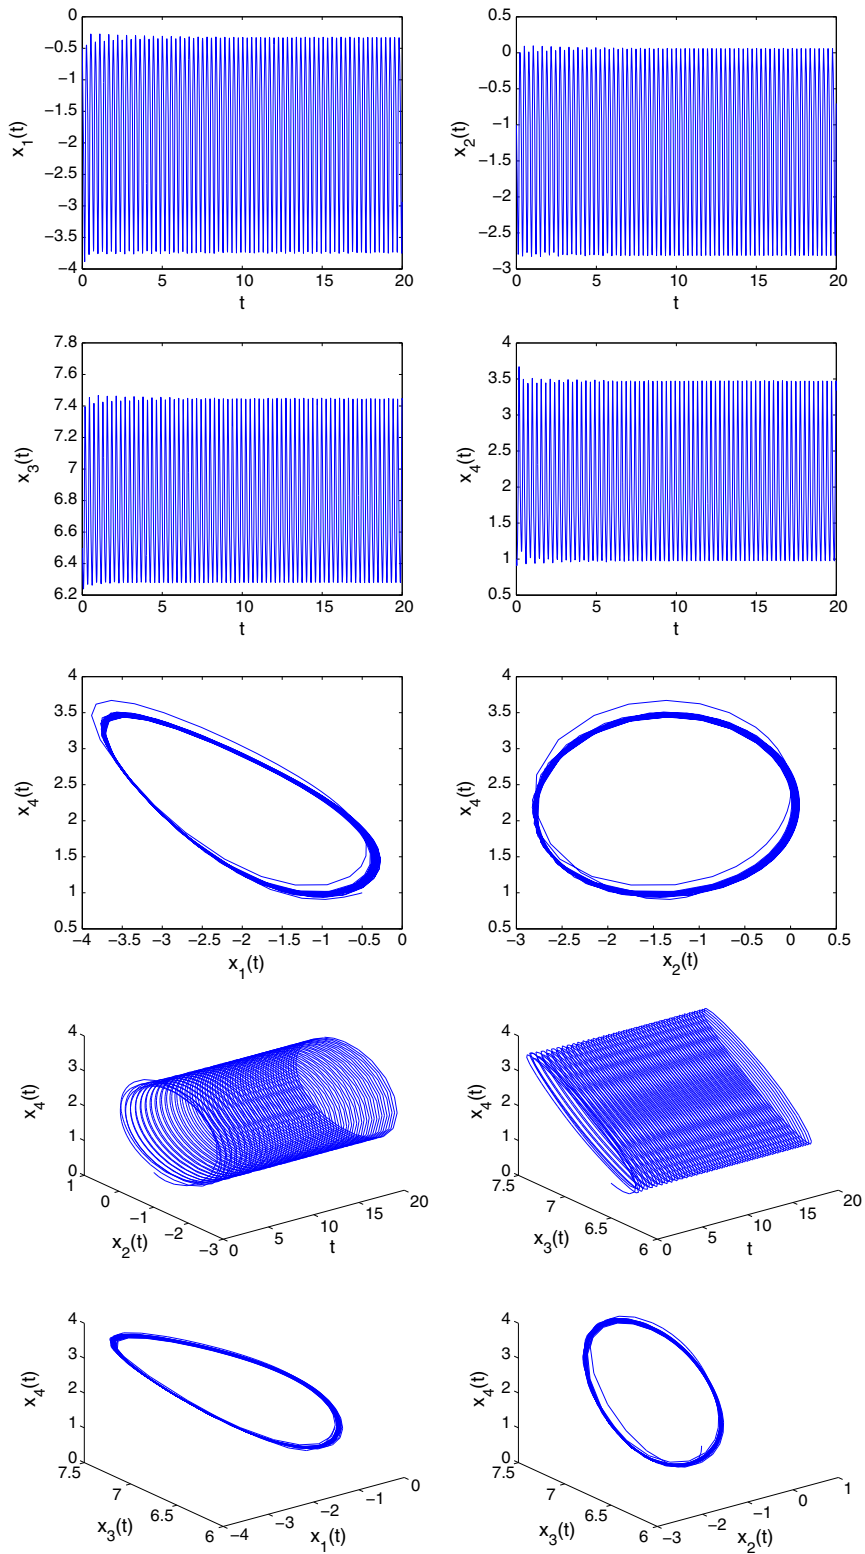 0
−0.5
−1
−1.5
−2
−2.5
−3
−3.5
−4
x1(t)
0 5 10 15 20
t
0.5
0
−0.5
−1
−1.5
−2
−2.5
−3
x2(t)
0 5 10 15 20
t
7.8
7.6
7.4
7.2
7
6.8
6.6
6.4
6.2
x3(t)
0 5 10 15 20
t
4
3.5
3
2.5
2
1.5
1
0.5
x4(t)
0 5 10 15 20
t
4
3.5
3
2.5
2
1.5
1
0.5
x4(t)
−4 −3.5 −3 −2.5 −2 −1.5 −1 −0.5 0
x1(t)
4
3.5
3
2.5
2
1.5
1
0.5
x4(t)
−3 −2.5 −2 −1.5 −1 −0.5 0 0.5
x2(t)
4
3
2
1
0
x4(t)
1 0 −1 −2 −3
x2(t)
0 5 10 15 20
t
4
3
2
1
0
x4(t)
7.5 7 6.5 6
x3(t)
0 5 10 15 20
t
4
3
2
1
0
x4(t)
7.5 7 6.5 6
x3(t)
−4 −3 −2 −1 0
x1(t)
4
3
2
1
0
x4(t)
7.5 7 6.5 6
x3(t)
−3 −2 −1 0 1
x2(t)